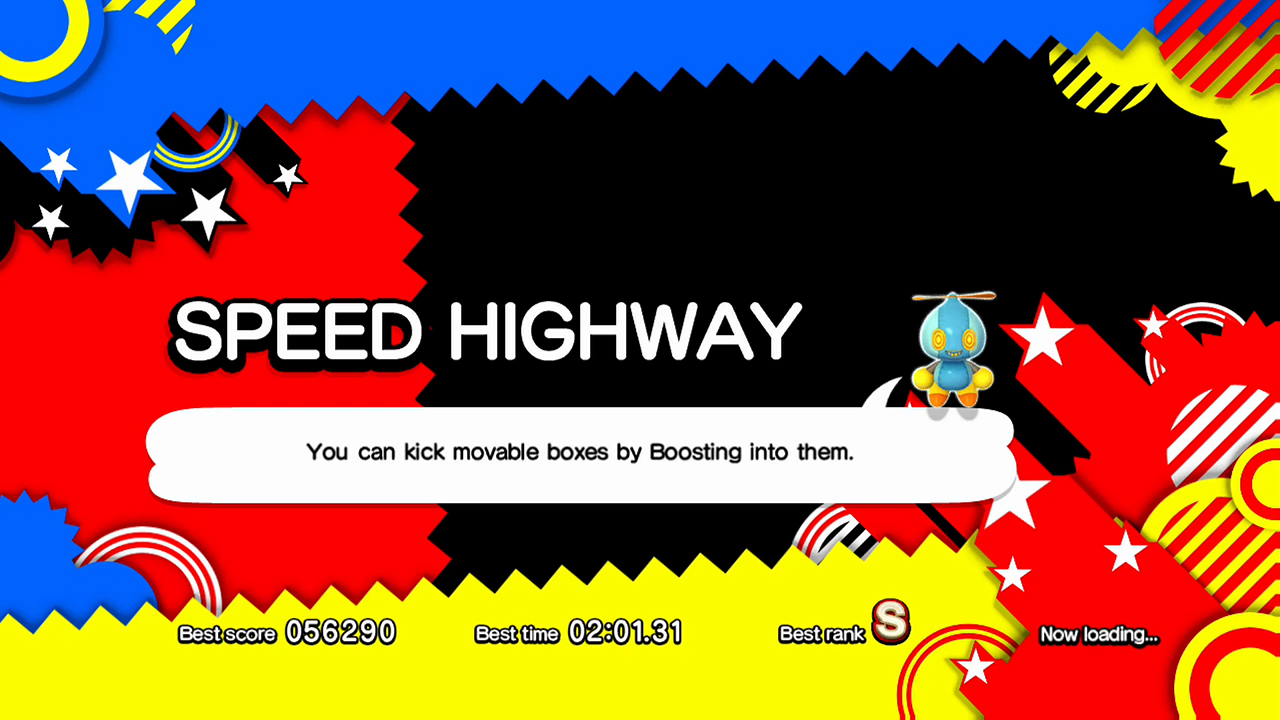 SPEED HIGHWAY
You can kick movable boxes by Boosting into them.
Best score 056290 Best time 02:01.31 Best rank S Now loading...